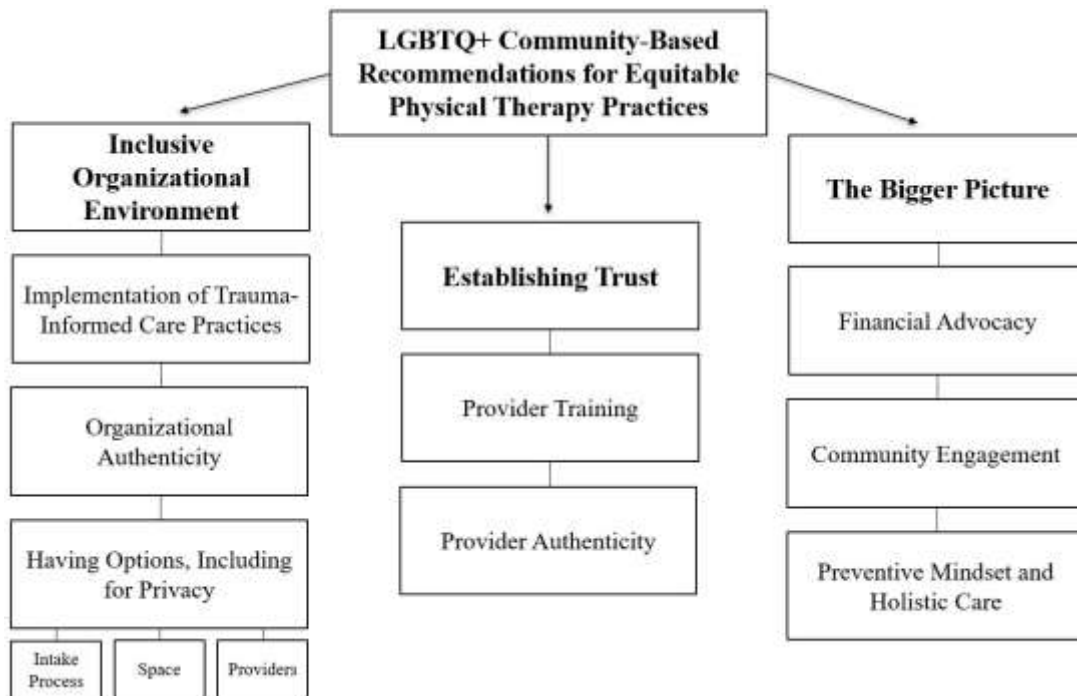 LGBTQ+ Community-Based
Recommendations for Equitable
Physical Therapy Practices
Inclusive
Organizational
Environment
Implementation of Trauma-
Informed Care Practices
Organizational
Authenticity
Having Options, Including
for Privacy
Intake
Process
Space
Providers
Establishing Trust
Provider Training
Provider Authenticity
The Bigger Picture
Financial Advocacy
Community Engagement
Preventive Mindset and
Holistic Care